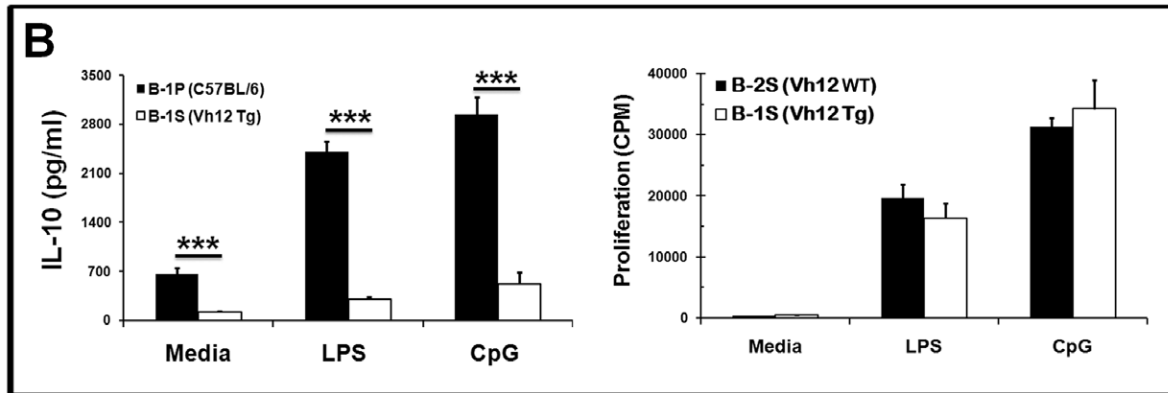 B
IL-10 (pg/ml)
3500
2800
2100
1400
700
0
B-1P (C57BL/6)
B-1S (Vh12 Tg)
***
***
***
Media LPS CpG
Proliferation (CPM)
40000
30000
20000
10000
0
B-2S (Vh12 WT)
B-1S (Vh12 Tg)
Media LPS CpG